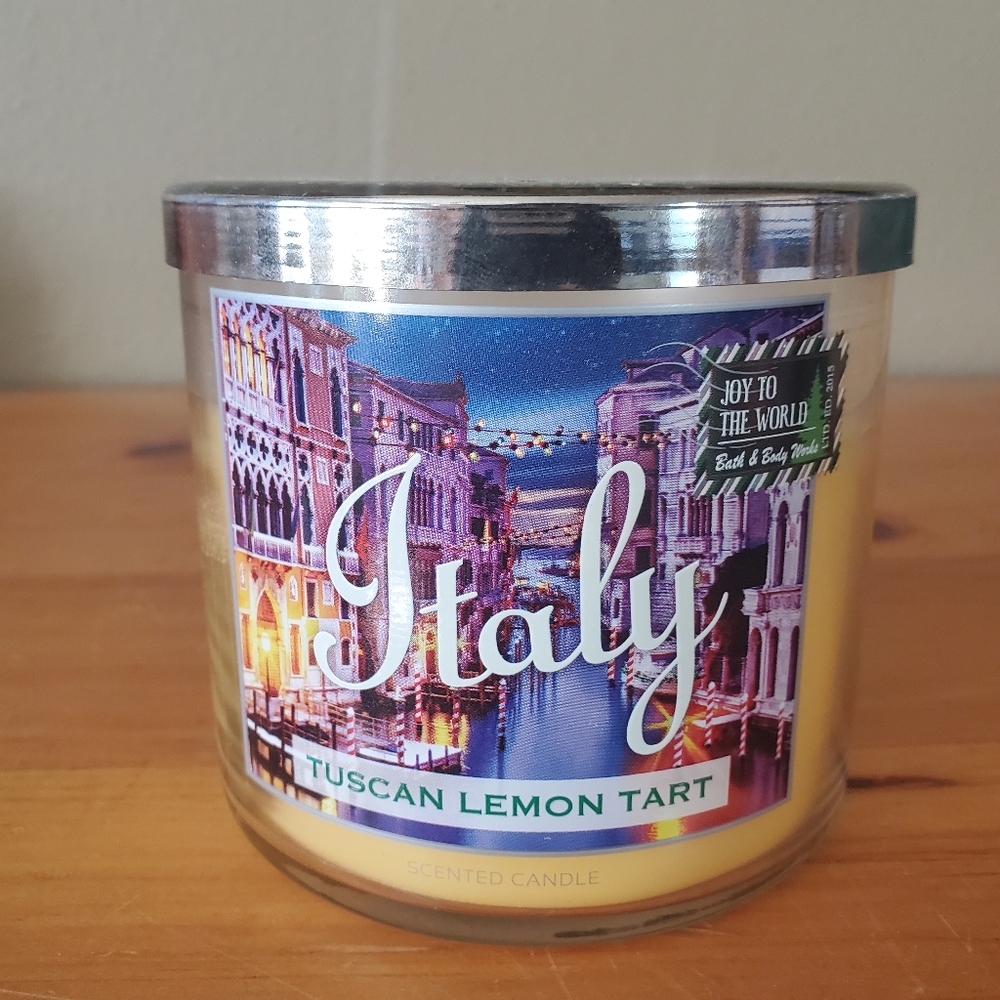 JOY TO
THE WORLD
Bath & Body Works
LTD. ED. 2015
Italy
TUSCAN LEMON TART
SCENTED CANDLE